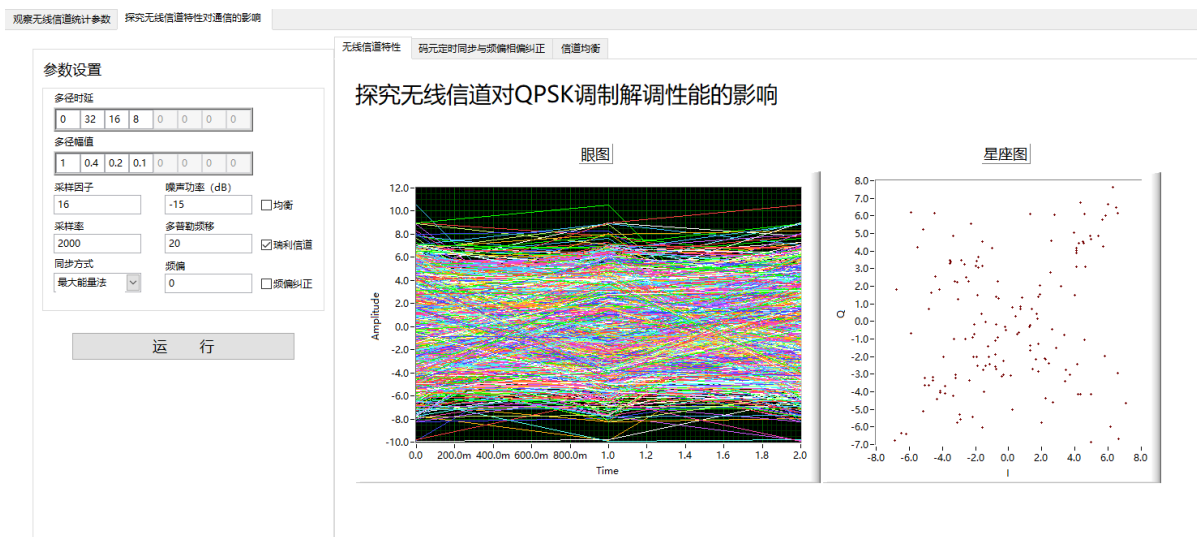 观察无线信道统计参数 探究无线信道特性对通信的影响
无线信道特性 码元定时同步与频偏相偏纠正 信道均衡
参数设置
多径时延
0 32 16 8 0 0 0 0
多径幅值
1 0.4 0.2 0.1 0 0 0 0
采样因子 噪声功率（dB）
16 -15 均衡
采样率 多普勒频移
2000 20 瑞利信道
同步方式 频偏
最大能量法 0 频偏纠正
运 行
探究无线信道对QPSK调制解调性能的影响
眼图
12.0
10.0
8.0
6.0
4.0
2.0
0.0
-2.0
-4.0
-6.0
-8.0
-10.0
Amplitude
0.0 200.0m 400.0m 600.0m 800.0m 1.0 1.2 1.4 1.6 1.8 2.0
Time
星座图
8.0
7.0
6.0
5.0
4.0
3.0
2.0
1.0
0.0
-1.0
-2.0
-3.0
-4.0
-5.0
-6.0
-7.0
Q
-8.0 -6.0 -4.0 -2.0 0.0 2.0 4.0 6.0 8.0
I